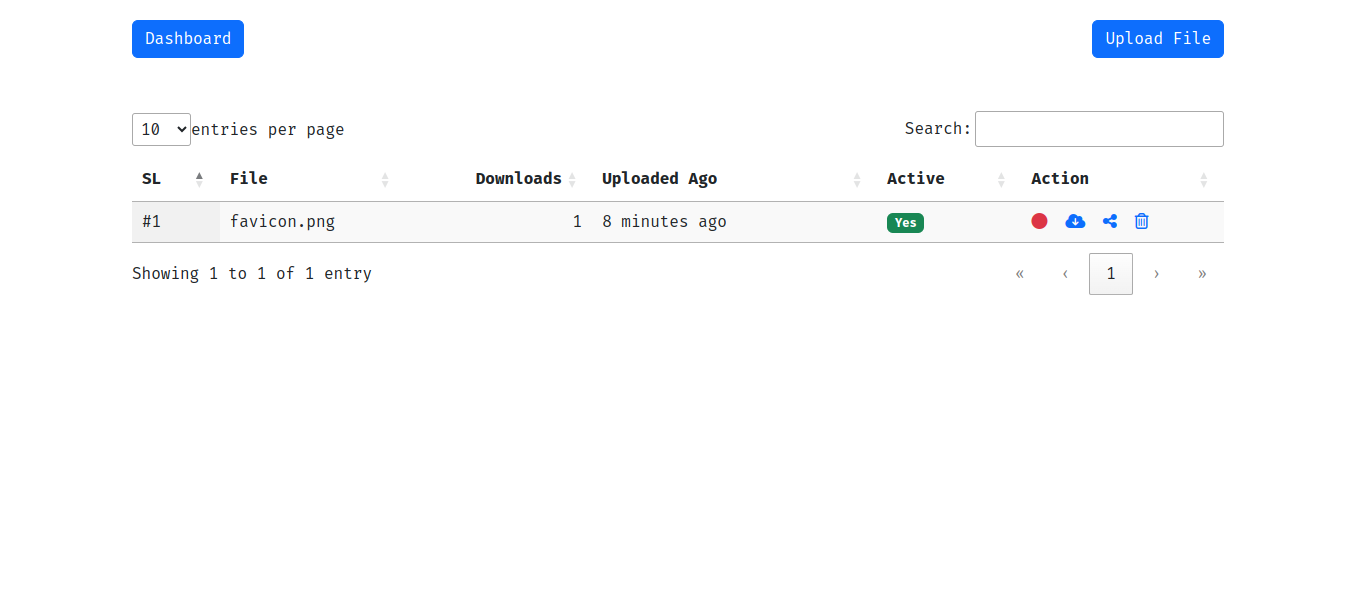 Dashboard Upload File
10 entries per page Search:
SL File Downloads Uploaded Ago Active Action
#1 favicon.png 1 8 minutes ago Yes
Showing 1 to 1 of 1 entry « ‹ 1 › »